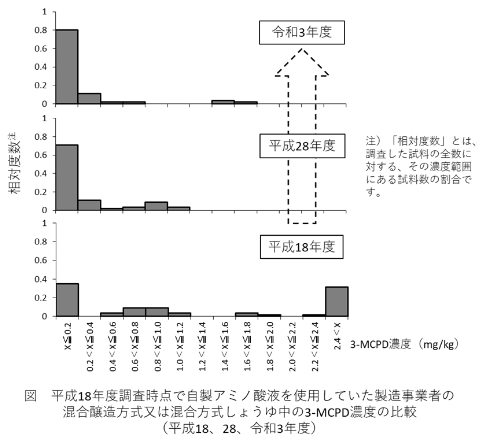 1
0.8
0.6
0.4
0.2
0
令和3年度
1
0.8
0.6
0.4
0.2
0
平成28年度
相対度数注
注）「相対度数」とは、
調査した試料の全数に
対する、その濃度範囲
にある試料数の割合で
す。
1
0.8
0.6
0.4
0.2
0
平成18年度
X≦0.2
0.2＜X≦0.4
0.4＜X≦0.6
0.6＜X≦0.8
0.8＜X≦1.0
1.0＜X≦1.2
1.2＜X≦1.4
1.4＜X≦1.6
1.6＜X≦1.8
1.8＜X≦2.0
2.0＜X≦2.2
2.2＜X≦2.4
2.4＜X
3-MCPD濃度（mg/kg）
図　平成18年度調査時点で自製アミノ酸液を使用していた製造事業者の
混合醸造方式又は混合方式しょうゆ中の3-MCPD濃度の比較
（平成18、28、令和3年度）